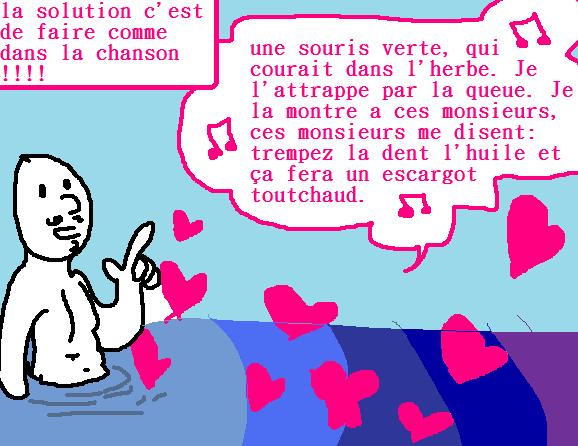 la solution c'est
de faire comme
dans la chanson
!!!!
une souris verte, qui
courait dans l'herbe. Je
l'attrappe par la queue. Je
la montre a ces monsieurs,
ces monsieurs me disent:
trempez la dent l'huile et
ça fera un escargot
toutchaud.